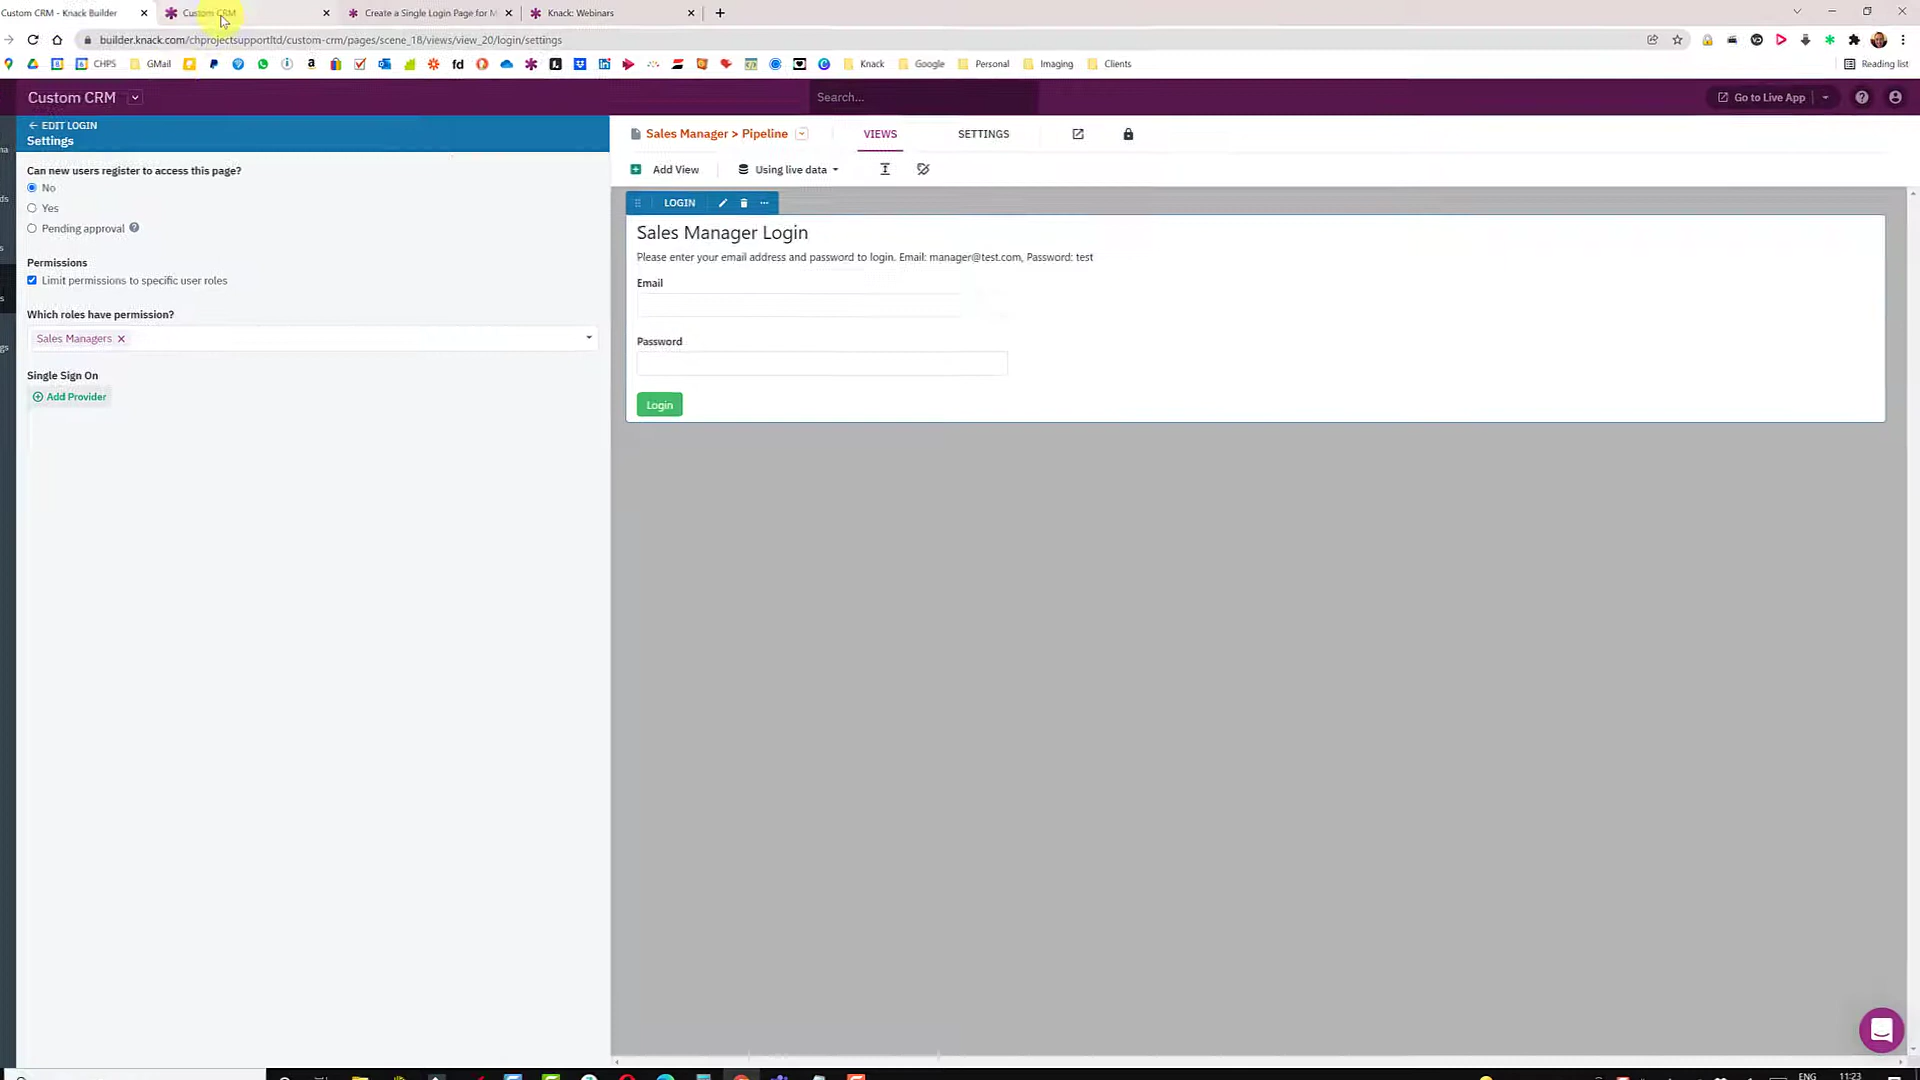 Custom CRM - Knack Builder
Custom CRM
Create a Single Login Page for M
Knack: Webinars
builder.knack.com/chprojectsupportltd/custom-crm/pages/scene_18/views/view_20/login/settings
CHPS
GMail
fd
Knack
Google
Personal
Imaging
Clients
Reading list
Custom CRM
Search...
Go to Live App
EDIT LOGIN
Settings
Sales Manager > Pipeline
VIEWS
SETTINGS
Add View
Using live data
Can new users register to access this page?
No
Yes
Pending approval
Permissions
Limit permissions to specific user roles
Which roles have permission?
Sales Managers
Single Sign On
Add Provider
LOGIN
Sales Manager Login
Please enter your email address and password to login. Email: manager@test.com, Password: test
Email
Password
Login
ENG
11:23